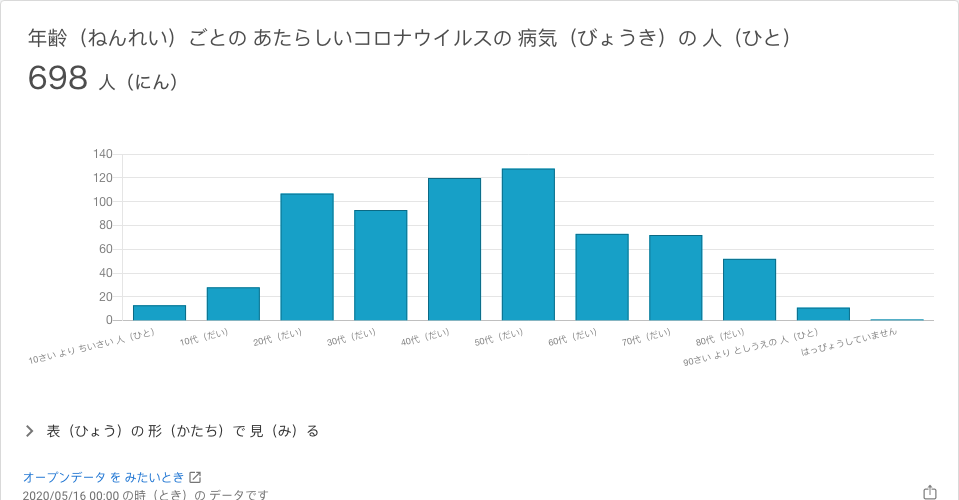 年齢（ねんれい）ごとの あたらしいコロナウイルスの 病気（びょうき）の 人（ひと）
698 人（にん）
140
120
100
80
60
40
20
0
10さい より ちいさい 人（ひと）
10代（だい）
20代（だい）
30代（だい）
40代（だい）
50代（だい）
60代（だい）
70代（だい）
80代（だい）
90さい より としうえの 人（ひと）
はっぴょうしていません
表（ひょう）の 形（かたち）で 見（み）る
オープンデータ を みたいとき
2020/05/16 00:00 の時（とき）の データです